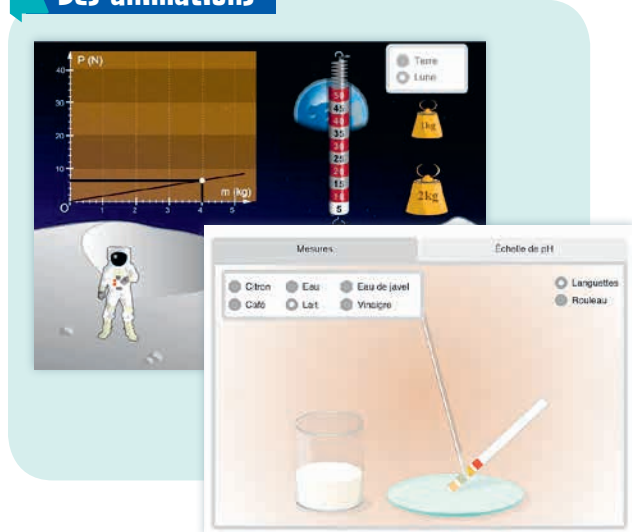 Des animations
P (N)
40
30
20
10
O
1
2
3
4
5
m (kg)
50
45
40
35
30
25
20
15
10
5
Terre
Lune
1kg
2kg
Mesures
Échelle de pH
Citron
Eau
Eau de javel
Café
Lait
Vinaigre
Languettes
Rouleau